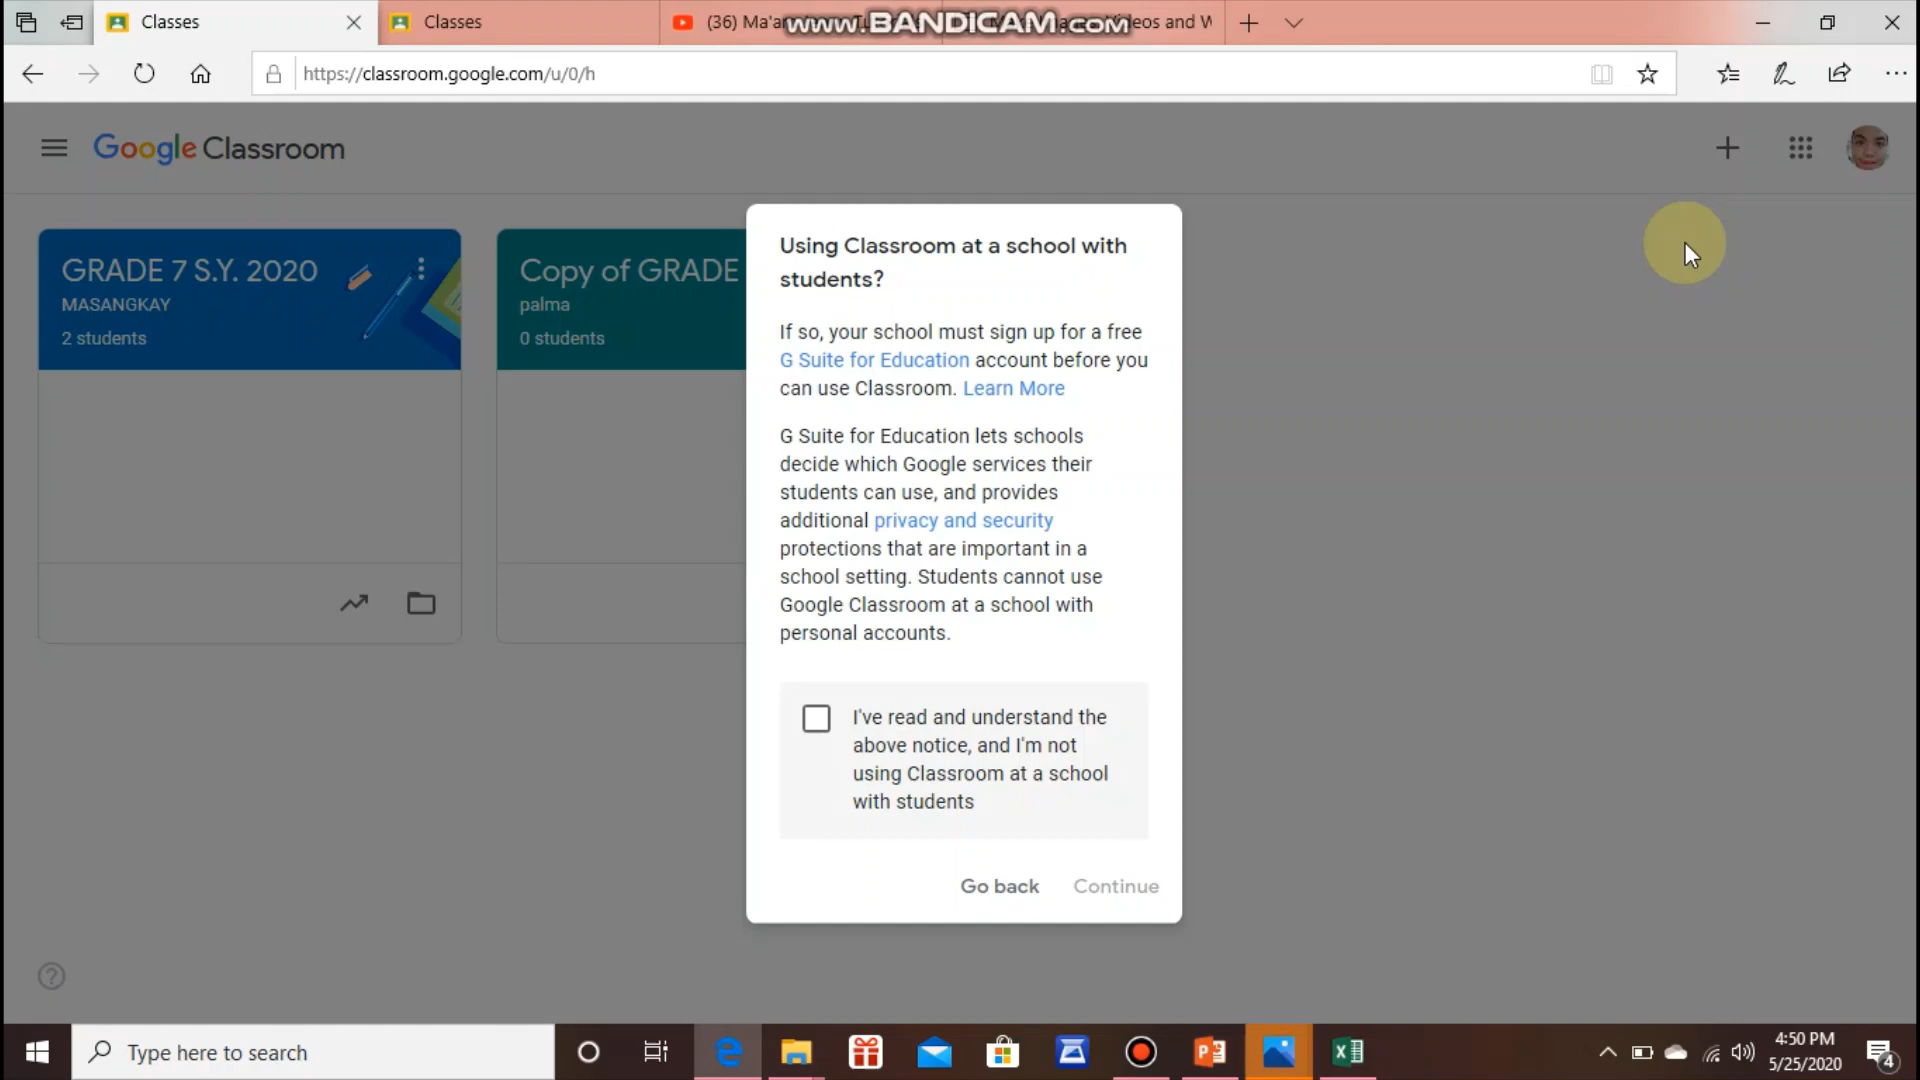 Classes
Classes
(36) Ma'am
www.BANDICAM.com
Videos and W
https://classroom.google.com/u/0/h
Google Classroom
GRADE 7 S.Y. 2020
MASANGKAY
2 students
Copy of GRADE
palma
0 students
Using Classroom at a school with
students?
If so, your school must sign up for a free
G Suite for Education account before you
can use Classroom. Learn More
G Suite for Education lets schools
decide which Google services their
students can use, and provides
additional privacy and security
protections that are important in a
school setting. Students cannot use
Google Classroom at a school with
personal accounts.
I've read and understand the
above notice, and I'm not
using Classroom at a school
with students
Go back Continue
Type here to search
4:50 PM
5/25/2020
4